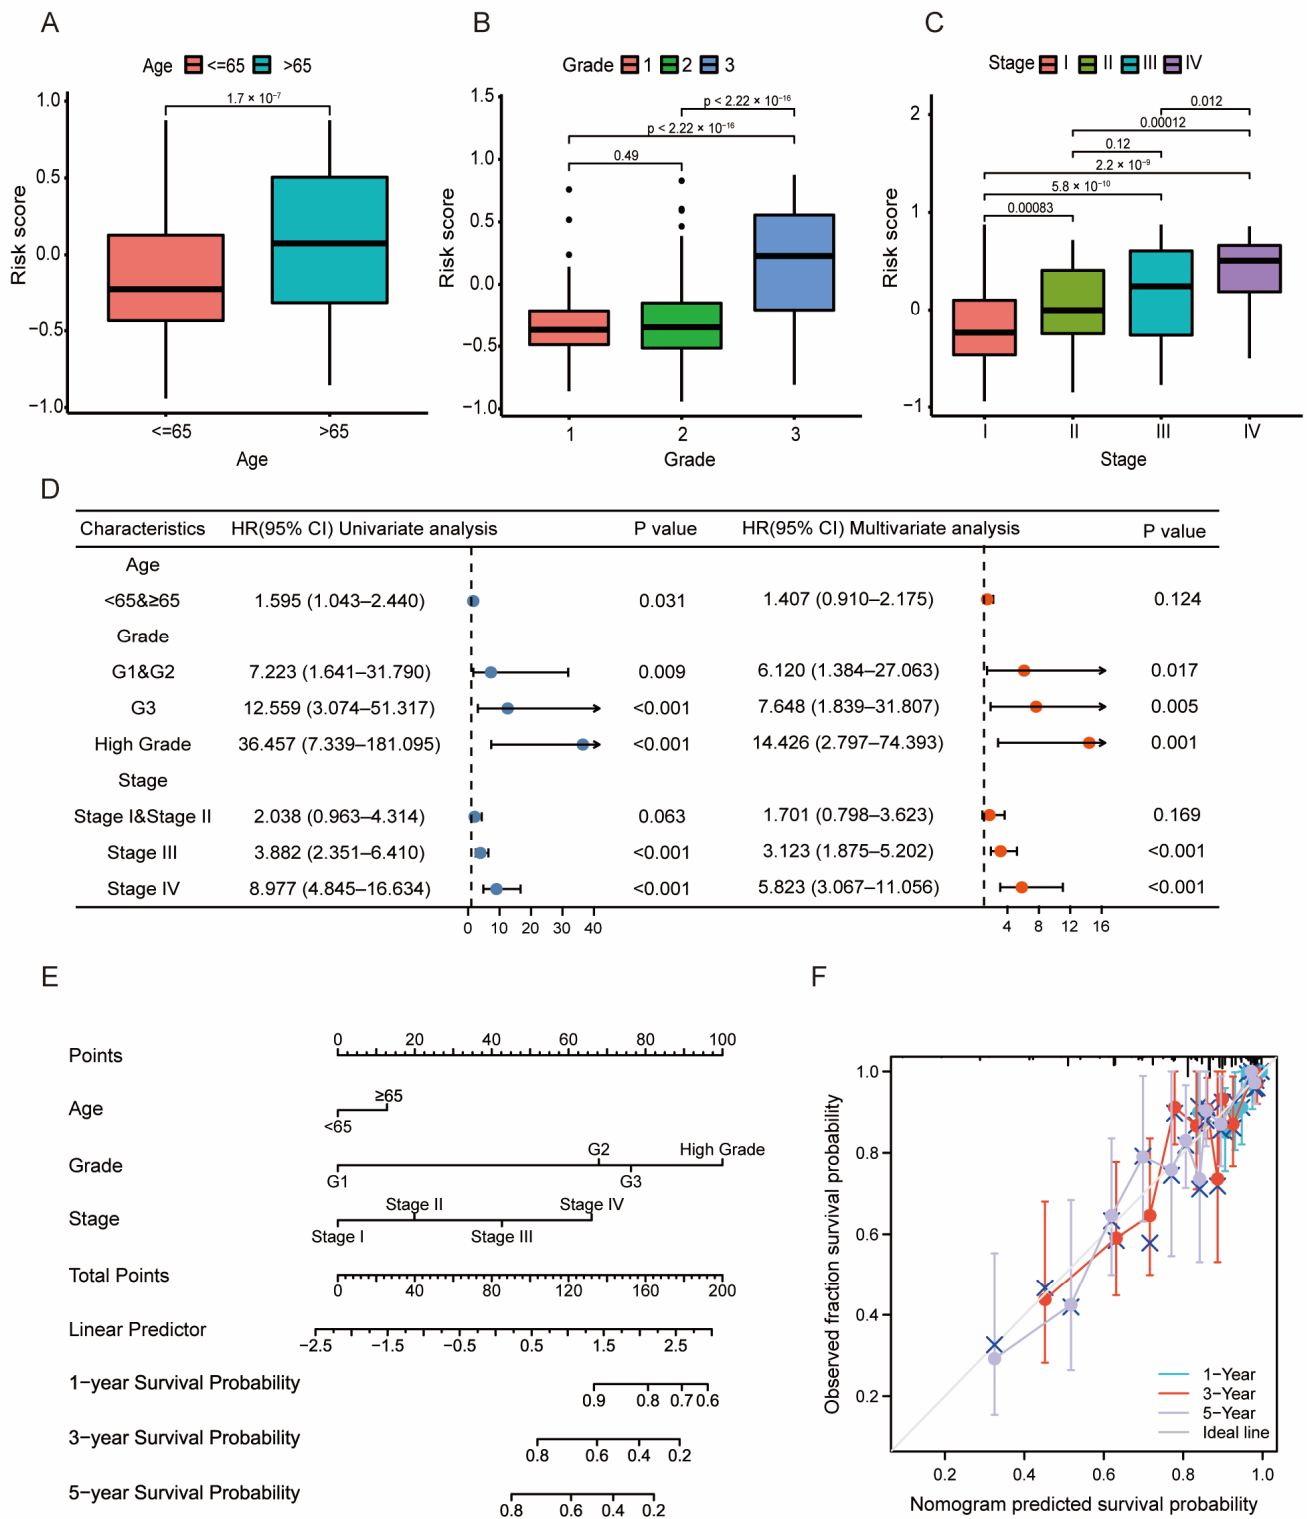 A
Age <=65 >65
1.7 × 10⁻⁷
1.0
0.5
0.0
−0.5
−1.0
Risk score
<=65 >65
Age
B
Grade 1 2 3
p < 2.22 × 10⁻¹⁶
p < 2.22 × 10⁻¹⁶
0.49
1.5
1.0
0.5
0.0
−0.5
−1.0
Risk score
1 2 3
Grade
C
Stage I II III IV
0.012
0.00012
0.12
2.2 × 10⁻⁹
5.8 × 10⁻¹⁰
0.00083
2
1
0
−1
Risk score
I II III IV
Stage
D
Characteristics HR(95% CI) Univariate analysis P value HR(95% CI) Multivariate analysis P value
Age
<65&≥65 1.595 (1.043–2.440) 0.031 1.407 (0.910–2.175) 0.124
Grade
G1&G2 7.223 (1.641–31.790) 0.009 6.120 (1.384–27.063) 0.017
G3 12.559 (3.074–51.317) <0.001 7.648 (1.839–31.807) 0.005
High Grade 36.457 (7.339–181.095) <0.001 14.426 (2.797–74.393) 0.001
Stage
Stage I&Stage II 2.038 (0.963–4.314) 0.063 1.701 (0.798–3.623) 0.169
Stage III 3.882 (2.351–6.410) <0.001 3.123 (1.875–5.202) <0.001
Stage IV 8.977 (4.845–16.634) <0.001 5.823 (3.067–11.056) <0.001
0 10 20 30 40 4 8 12 16
E
Points 0 20 40 60 80 100
Age <65 ≥65
Grade G1 G2 G3 High Grade
Stage Stage I Stage II Stage III Stage IV
Total Points 0 40 80 120 160 200
Linear Predictor −2.5 −1.5 −0.5 0.5 1.5 2.5
1−year Survival Probability 0.9 0.8 0.7 0.6
3−year Survival Probability 0.8 0.6 0.4 0.2
5−year Survival Probability 0.8 0.6 0.4 0.2
F
1.0
0.8
0.6
0.4
0.2
Observed fraction survival probability
1−Year
3−Year
5−Year
Ideal line
0.2 0.4 0.6 0.8 1.0
Nomogram predicted survival probability